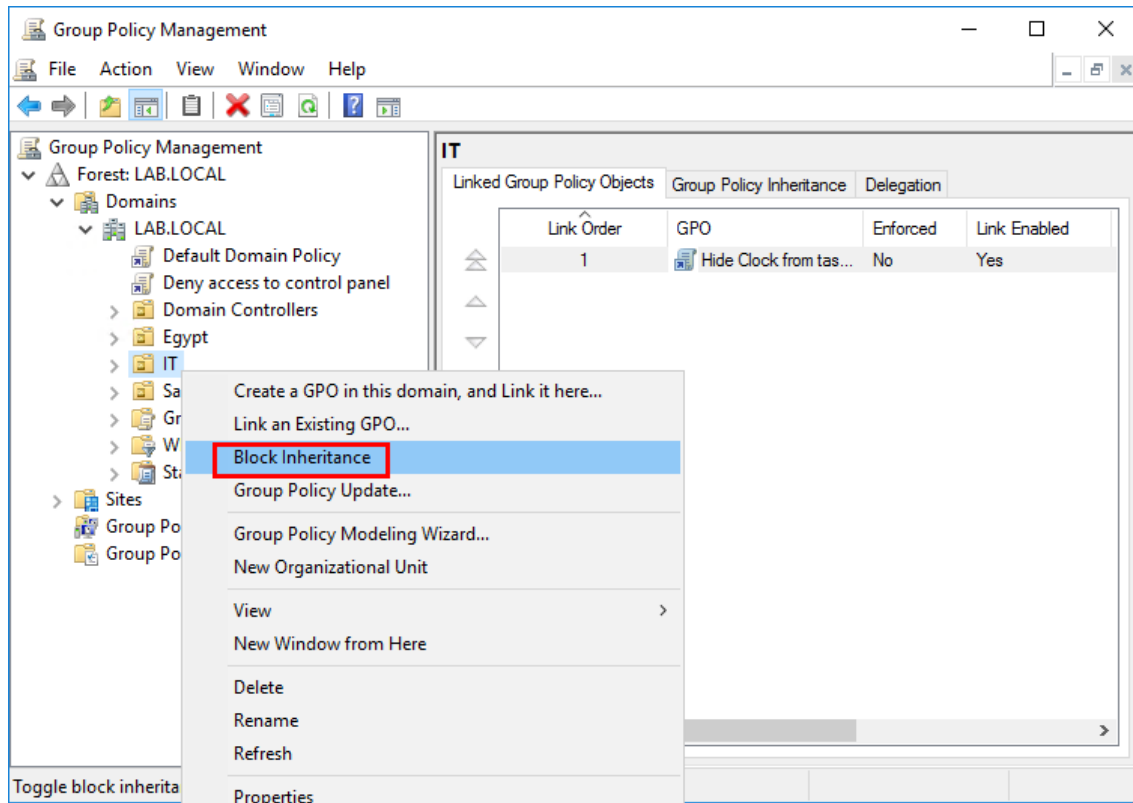 Group Policy Management
File Action View Window Help
Group Policy Management
Forest: LAB.LOCAL
Domains
LAB.LOCAL
Default Domain Policy
Deny access to control panel
Domain Controllers
Egypt
IT
Sa
Gr
W
Sta
Sites
Group Po
Group Po
IT
Linked Group Policy Objects Group Policy Inheritance Delegation
Link Order GPO Enforced Link Enabled
1 Hide Clock from tas... No Yes
Create a GPO in this domain, and Link it here...
Link an Existing GPO...
Block Inheritance
Group Policy Update...
Group Policy Modeling Wizard...
New Organizational Unit
View
New Window from Here
Delete
Rename
Refresh
Properties
Toggle block inherita